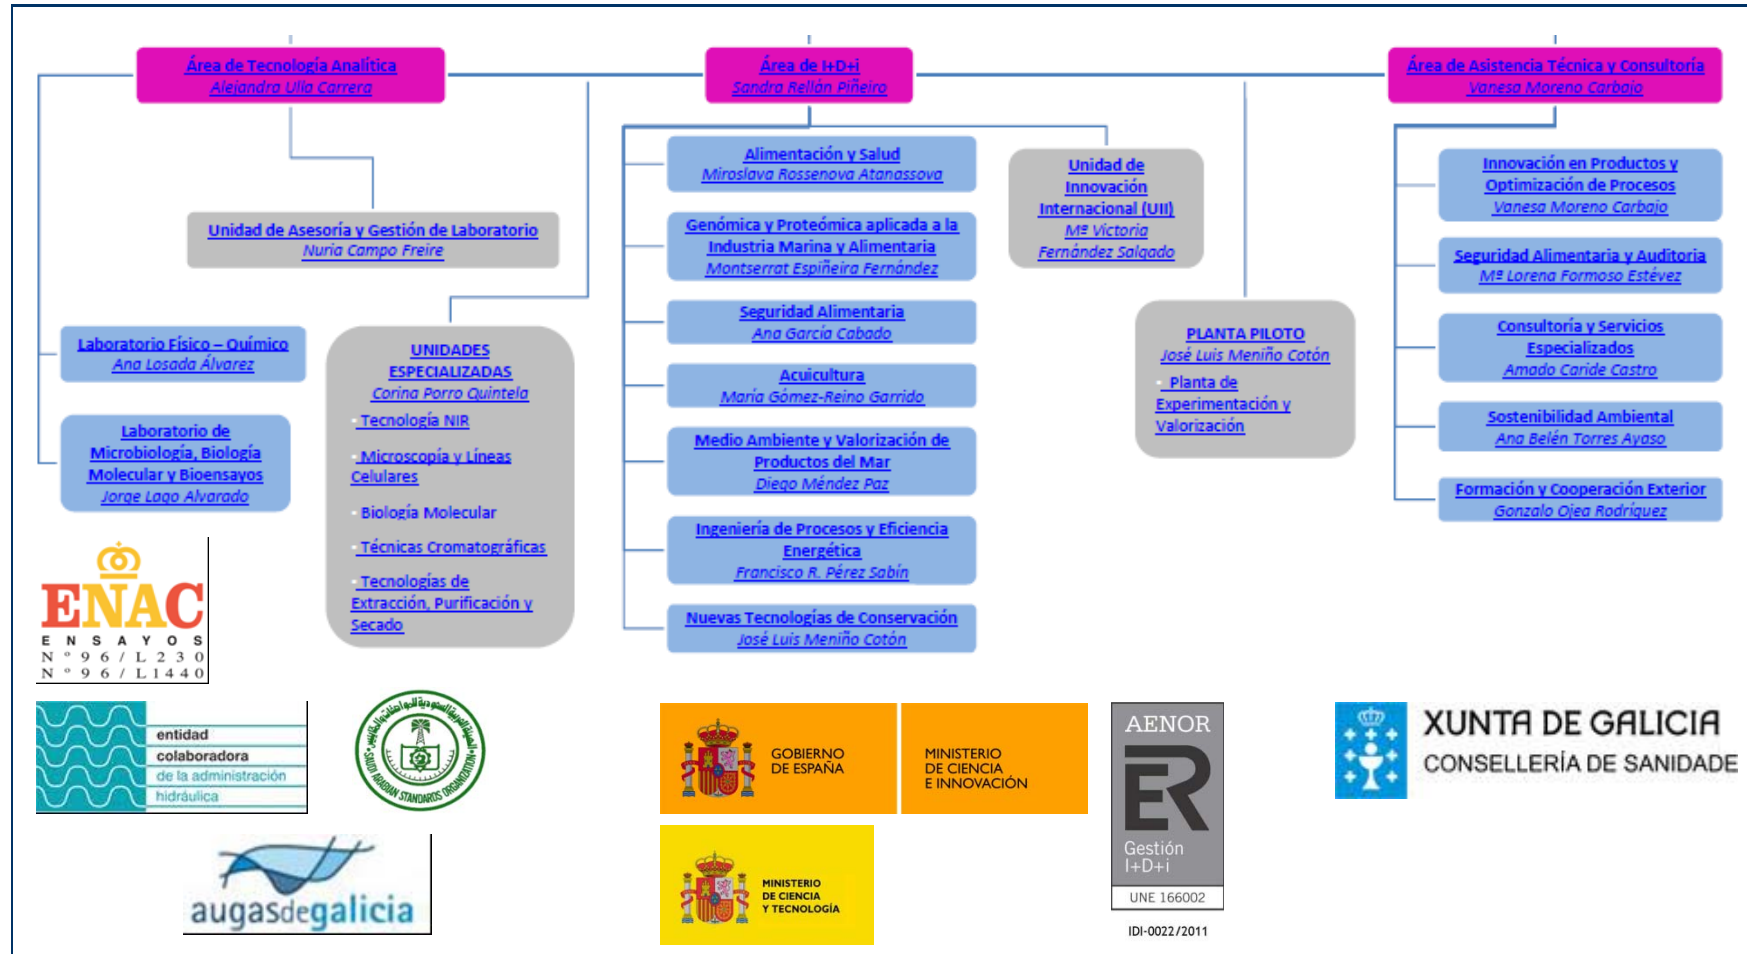 Área de Tecnología Analítica
Alejandra Ulla Carrera
Área de I+D+i
Sandra Rellán Piñeiro
Área de Asistencia Técnica y Consultoría
Vanesa Moreno Carbajo
Unidad de Asesoría y Gestión de Laboratorio
Nuria Campo Freire
Laboratorio Físico – Químico
Ana Losada Álvarez
Laboratorio de
Microbiología, Biología
Molecular y Bioensayos
Jorge Lago Alvarado
UNIDADES
ESPECIALIZADAS
Corina Porro Quintela
- Tecnología NIR
- Microscopía y Líneas
Celulares
- Biología Molecular
- Técnicas Cromatográficas
- Tecnologías de
Extracción, Purificación y
Secado
Alimentación y Salud
Miroslava Rossenova Atanassova
Genómica y Proteómica aplicada a la
Industria Marina y Alimentaria
Montserrat Espiñeira Fernández
Seguridad Alimentaria
Ana García Cabado
Acuicultura
María Gómez-Reino Garrido
Medio Ambiente y Valorización de
Productos del Mar
Diego Méndez Paz
Ingeniería de Procesos y Eficiencia
Energética
Francisco R. Pérez Sabín
Nuevas Tecnologías de Conservación
José Luis Meniño Cotón
Unidad de
Innovación
Internacional (UII)
Mª Victoria
Fernández Salgado
PLANTA PILOTO
José Luis Meniño Cotón
- Planta de
Experimentación y
Valorización
Innovación en Productos y
Optimización de Procesos
Vanesa Moreno Carbajo
Seguridad Alimentaria y Auditoria
Mª Lorena Formoso Estévez
Consultoría y Servicios
Especializados
Amado Caride Castro
Sostenibilidad Ambiental
Ana Belén Torres Ayaso
Formación y Cooperación Exterior
Gonzalo Ojea Rodríguez
ENAC
ENSAYOS
Nº96/L230
Nº96/L1440
entidad
colaboradora
de la administración
hidráulica
SAUDI ARABIAN STANDARDS ORGANIZATION
augasdegalicia
GOBIERNO
DE ESPAÑA
MINISTERIO
DE CIENCIA
E INNOVACIÓN
MINISTERIO
DE CIENCIA
Y TECNOLOGÍA
AENOR
ER
Gestión
I+D+i
UNE 166002
IDI-0022/2011
XUNTA DE GALICIA
CONSELLERÍA DE SANIDADE